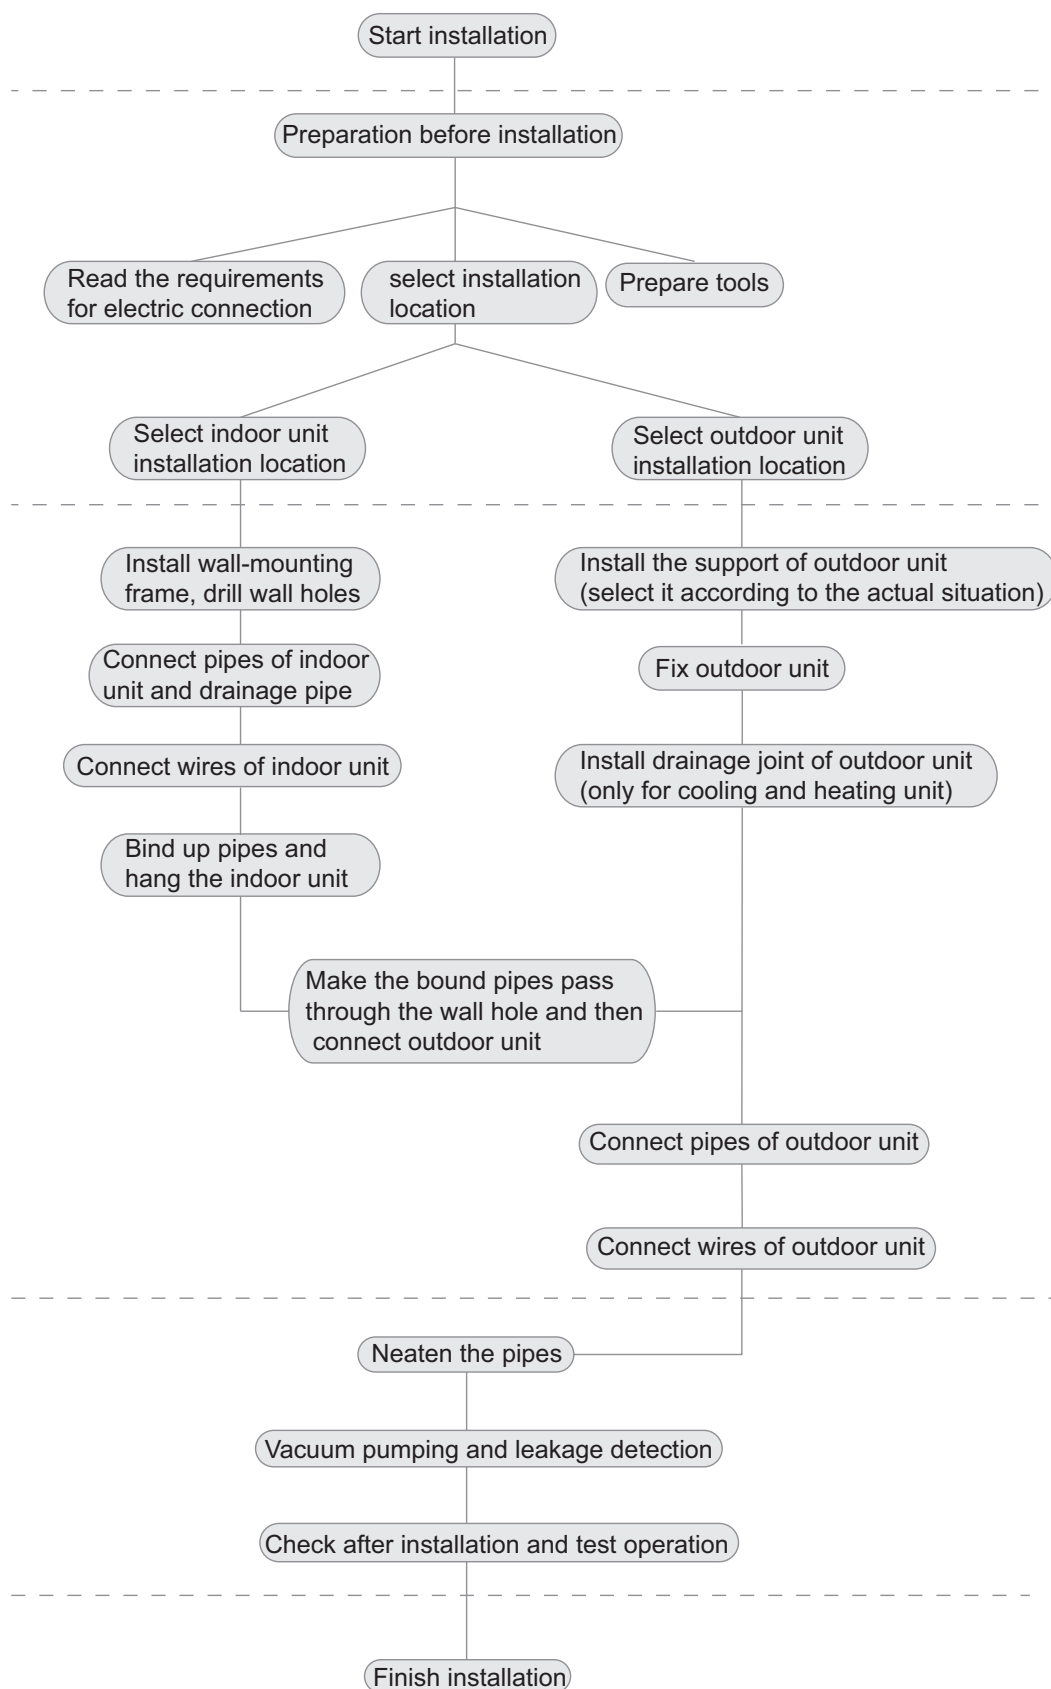 Start installation
Preparation before installation
Read the requirements
for electric connection
select installation
location
Prepare tools
Select indoor unit
installation location
Select outdoor unit
installation location
Install wall-mounting
frame, drill wall holes
Install the support of outdoor unit
(select it according to the actual situation)
Connect pipes of indoor
unit and drainage pipe
Fix outdoor unit
Connect wires of indoor unit
Install drainage joint of outdoor unit
(only for cooling and heating unit)
Bind up pipes and
hang the indoor unit
Make the bound pipes pass
through the wall hole and then
connect outdoor unit
Connect pipes of outdoor unit
Connect wires of outdoor unit
Neaten the pipes
Vacuum pumping and leakage detection
Check after installation and test operation
Finish installation